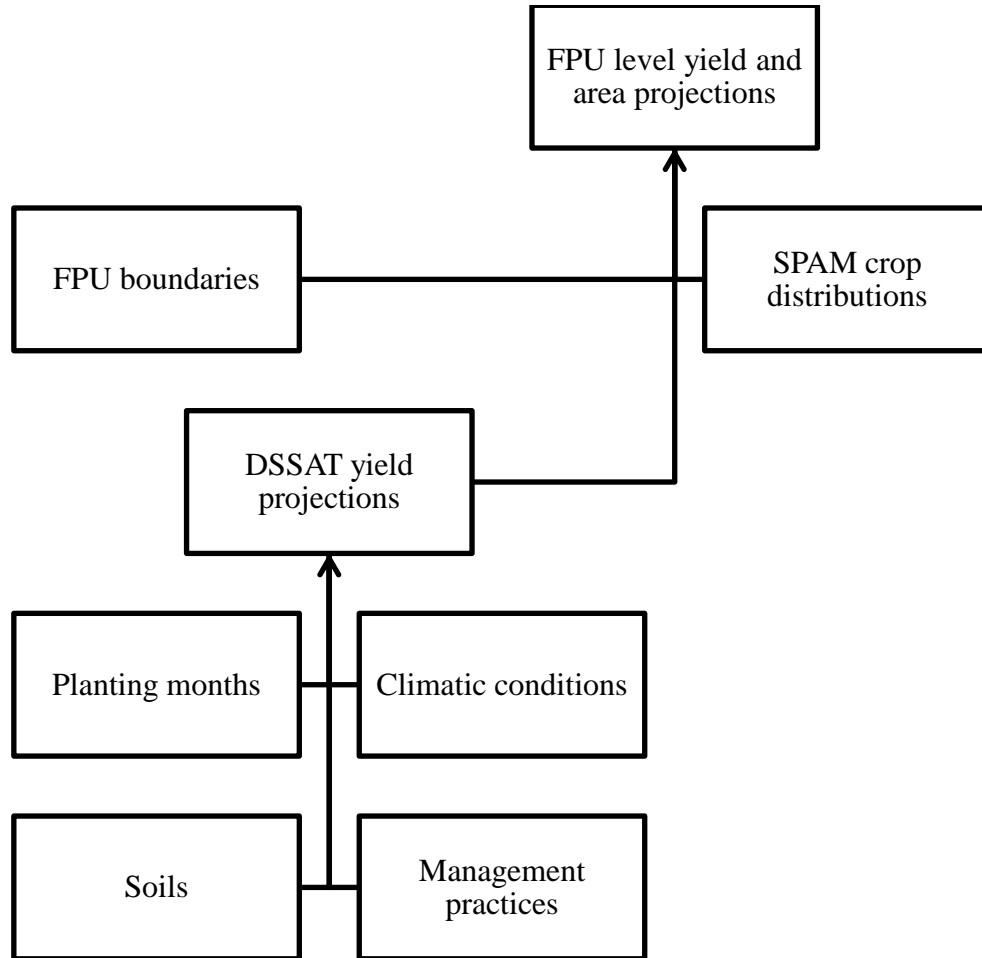 FPU level yield and
area projections
FPU boundaries
SPAM crop
distributions
DSSAT yield
projections
Planting months
Climatic conditions
Soils
Management
practices